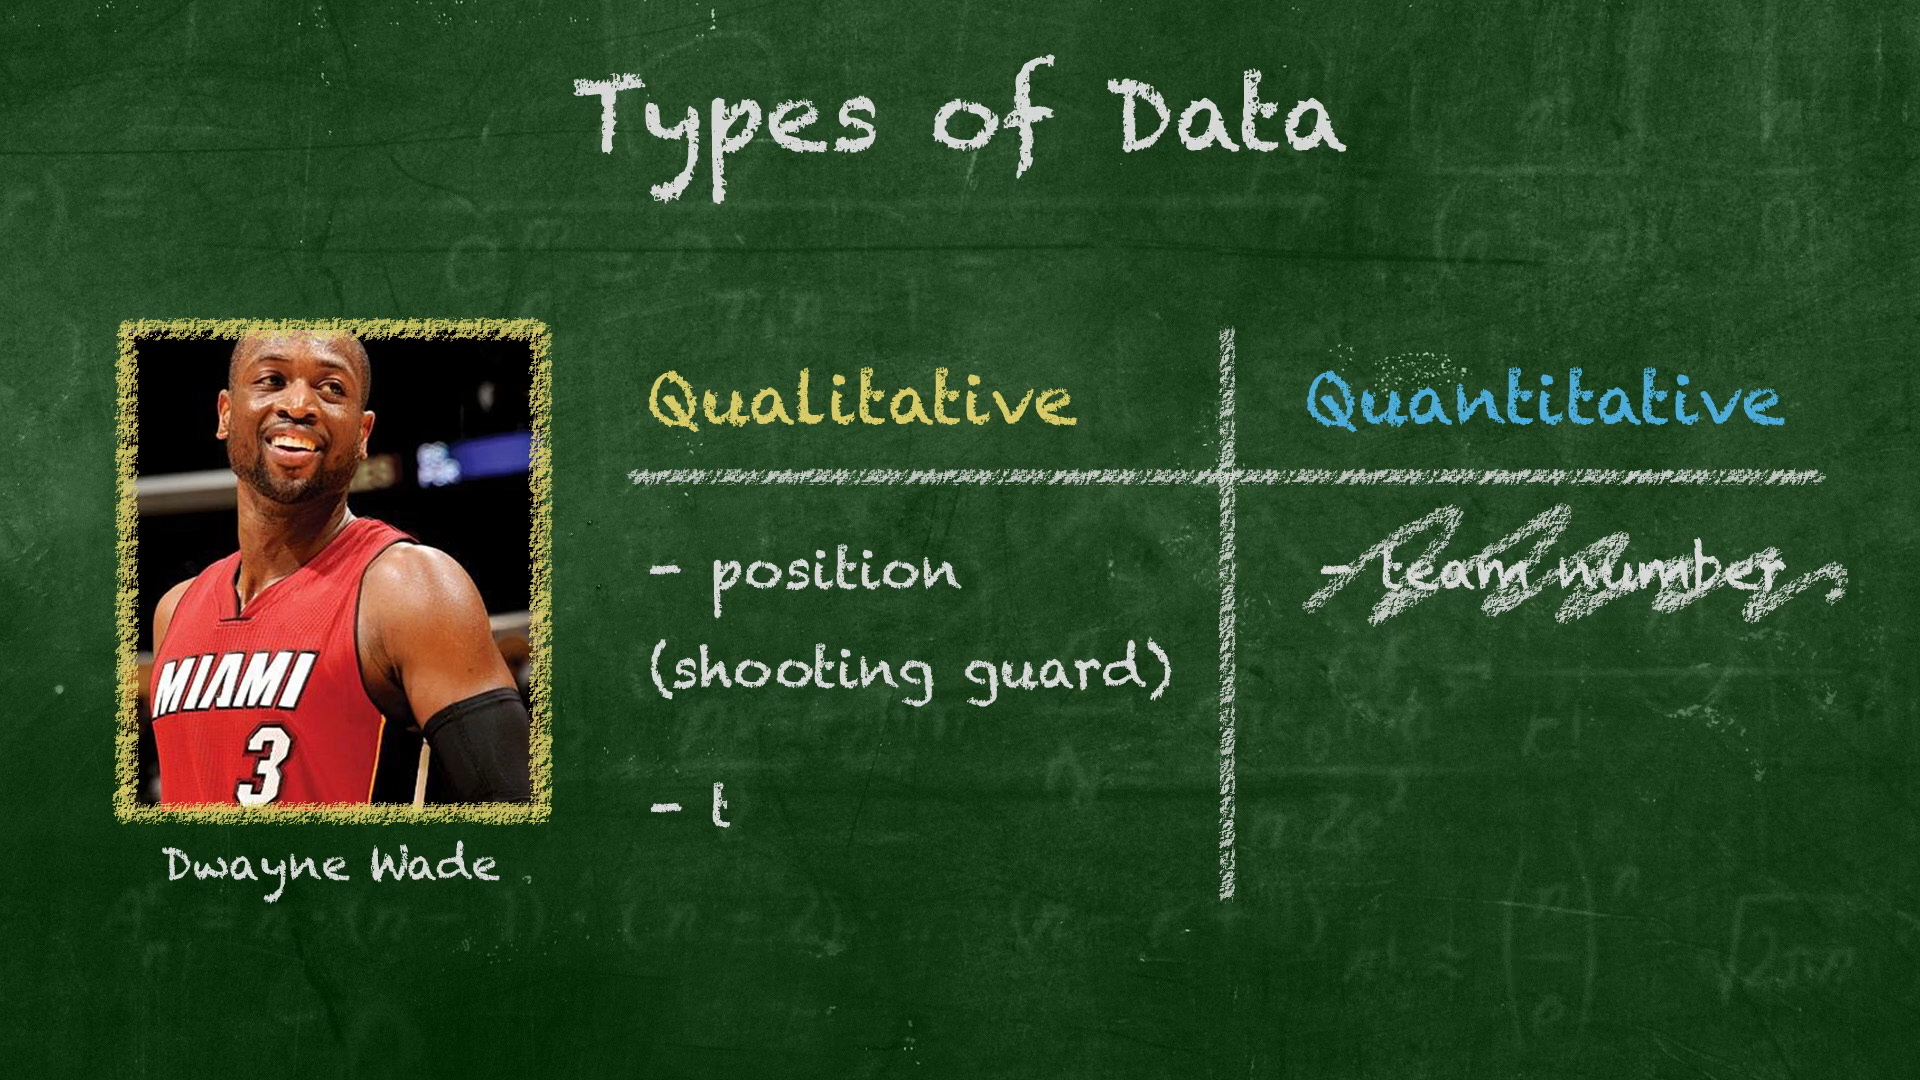 Types of Data
Qualitative
Quantitative
- position
(shooting guard)
- t
- team number
MIAMI
3
Dwayne Wade